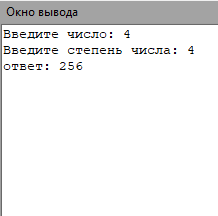 Окно вывода
Введите число: 4
Введите степень числа: 4
ответ: 256